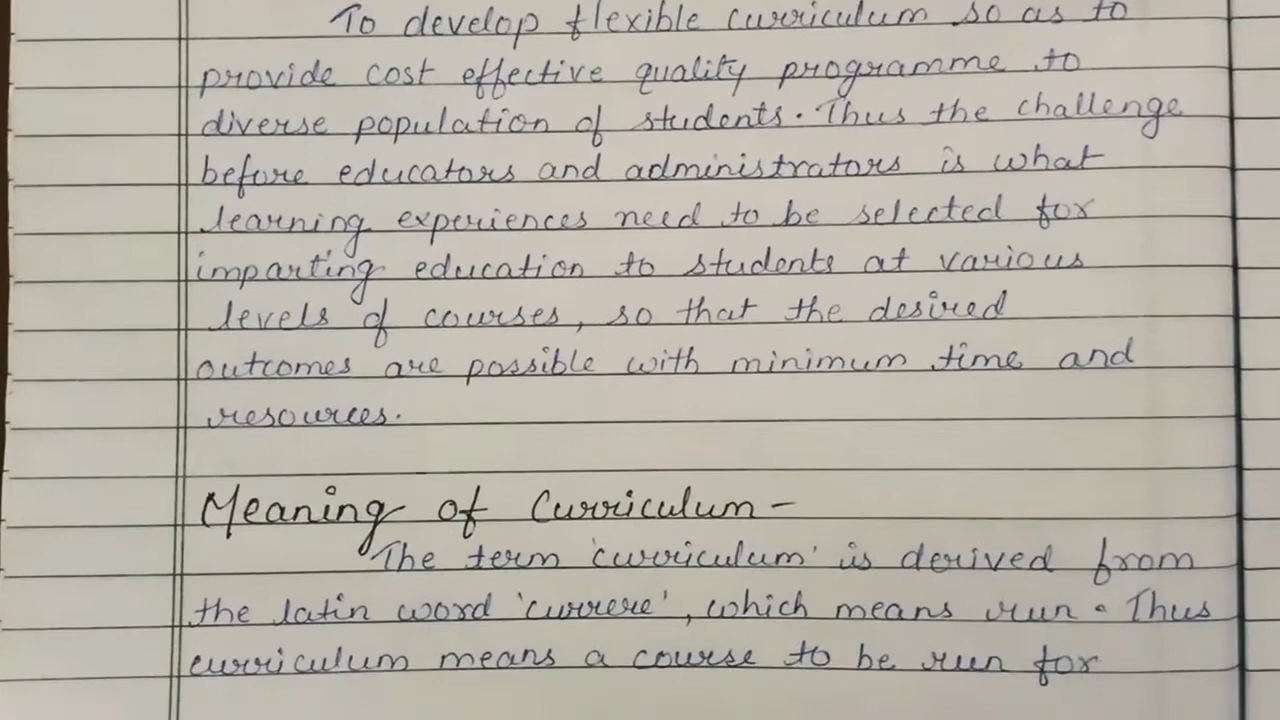 To develop flexible curriculum so as to
provide cost effective quality programme to
diverse population of students. Thus the challenge
before educators and administrators is what
learning experiences need to be selected for
imparting education to students at various
levels of courses, so that the desired
outcomes are possible with minimum time and
resources.
Meaning of Curriculum -
The term 'curriculum' is derived from
the latin word 'currere', which means run. Thus
curriculum means a course to be run for